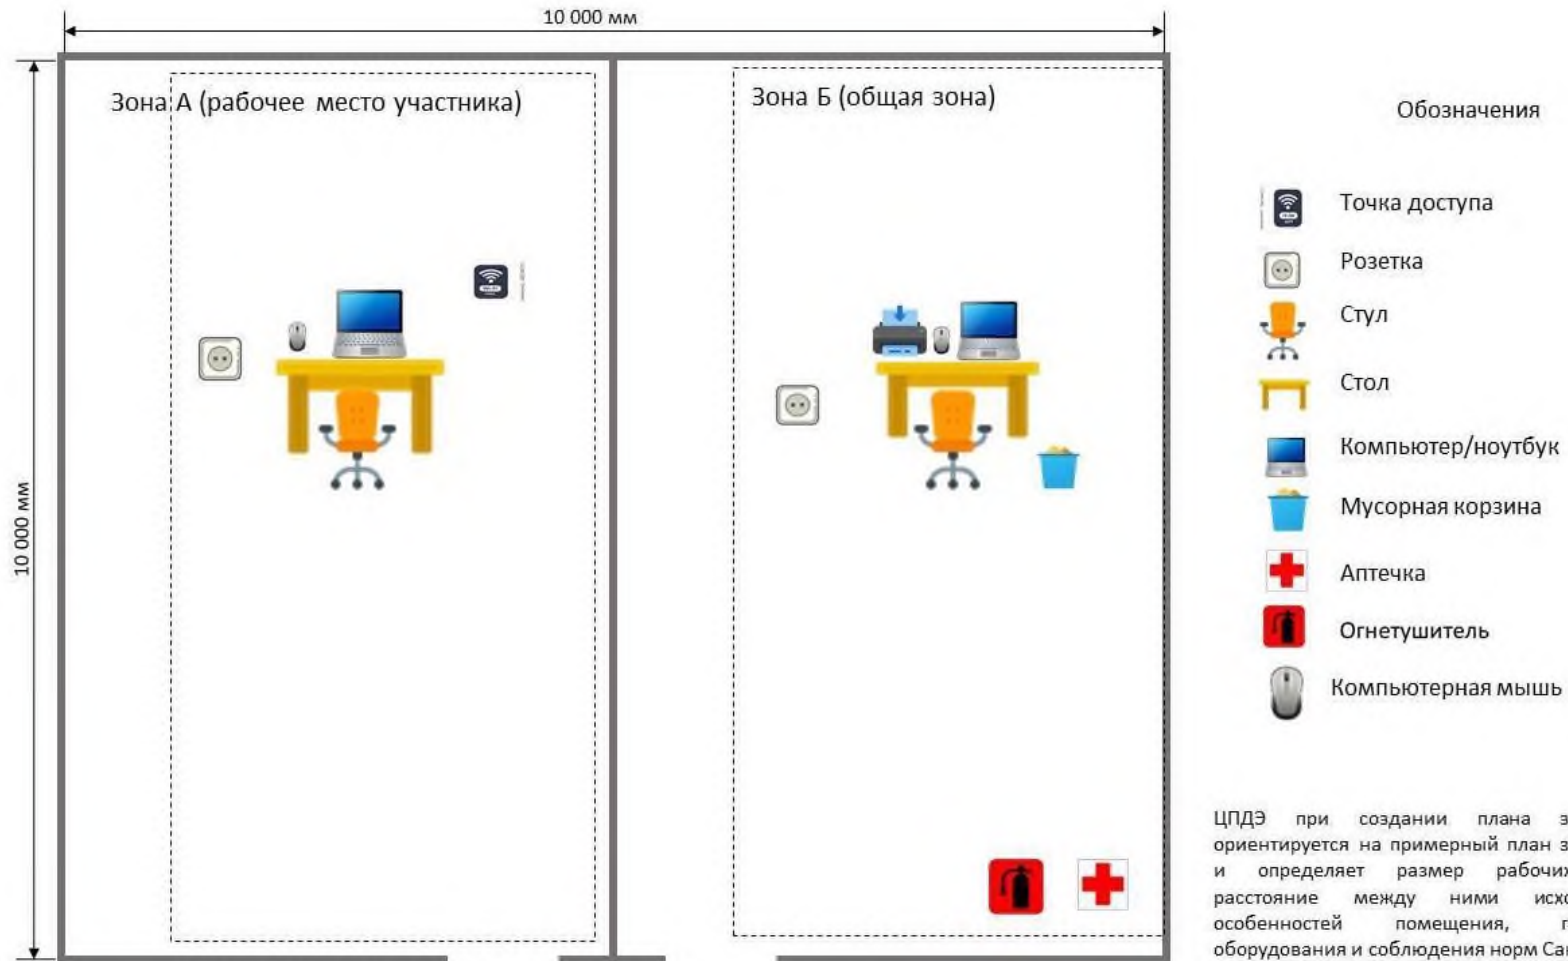 10 000 мм
10 000 мм
Зона А (рабочее место участника)
Зона Б (общая зона)
Обозначения
Точка доступа
Розетка
Стул
Стол
Компьютер/ноутбук
Мусорная корзина
Аптечка
Огнетушитель
Компьютерная мышь
ЦПДЭ при создании плана
ориентируется на примерный план
и определяет размер
расстояние между ними
особенностей помещения,
оборудования и соблюдения норм